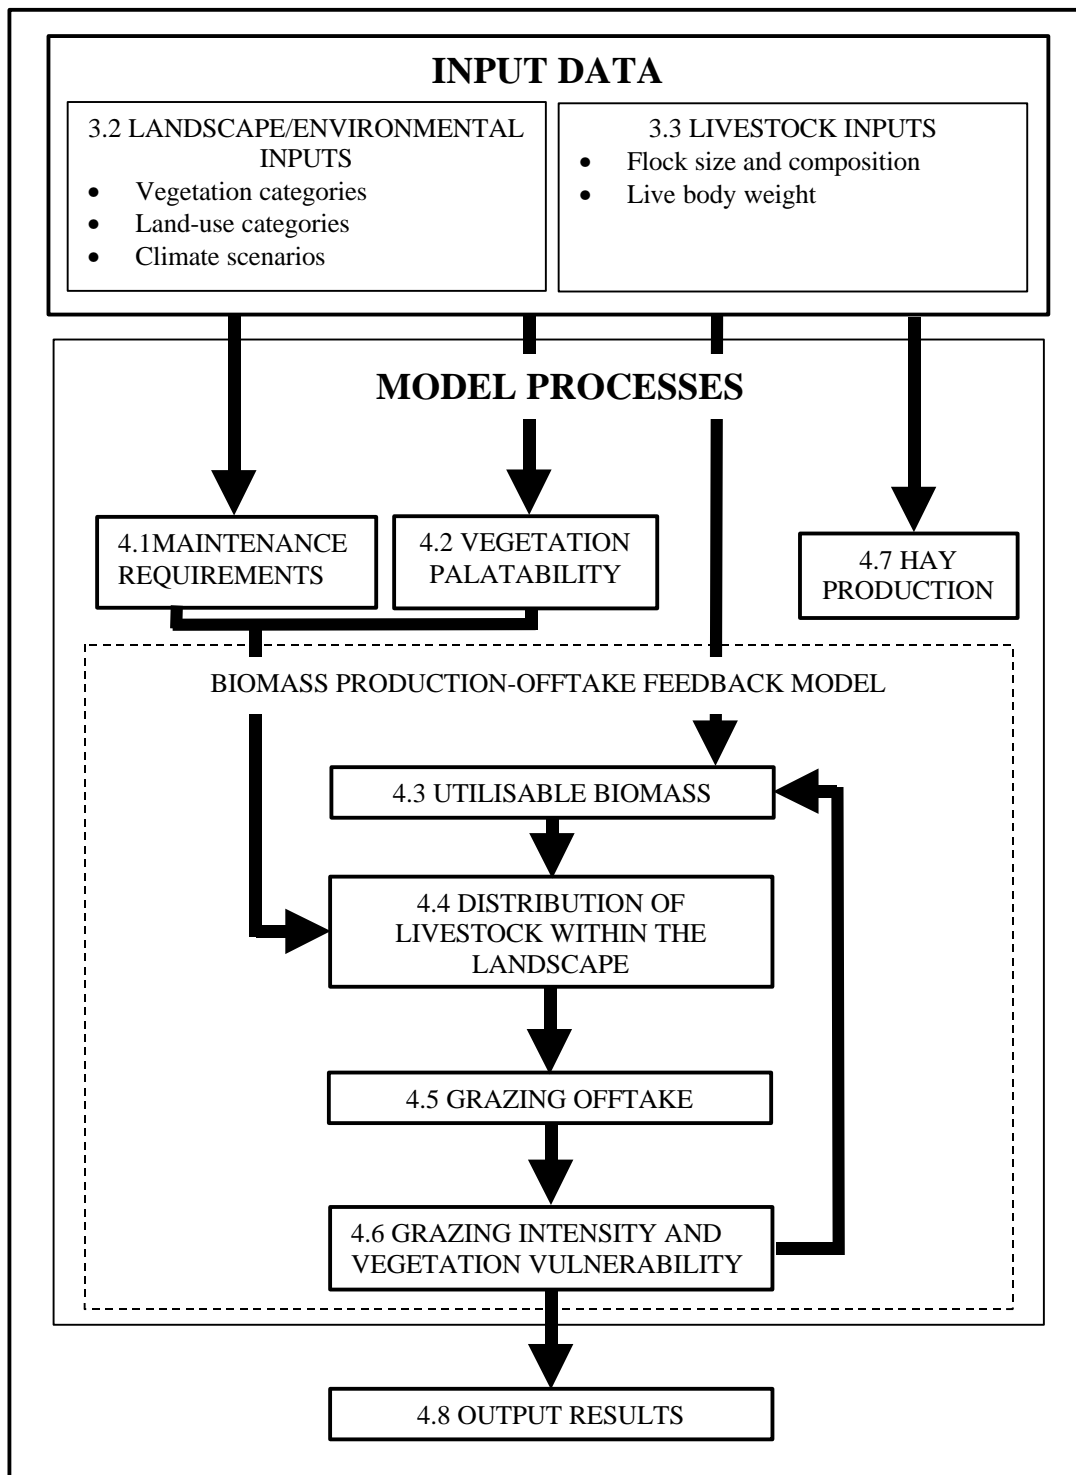 INPUT DATA
3.2 LANDSCAPE/ENVIRONMENTAL
INPUTS
• Vegetation categories
• Land-use categories
• Climate scenarios
3.3 LIVESTOCK INPUTS
• Flock size and composition
• Live body weight
MODEL PROCESSES
4.1MAINTENANCE
REQUIREMENTS
4.2 VEGETATION
PALATABILITY
4.7 HAY
PRODUCTION
BIOMASS PRODUCTION-OFFTAKE FEEDBACK MODEL
4.3 UTILISABLE BIOMASS
4.4 DISTRIBUTION OF
LIVESTOCK WITHIN THE
LANDSCAPE
4.5 GRAZING OFFTAKE
4.6 GRAZING INTENSITY AND
VEGETATION VULNERABILITY
4.8 OUTPUT RESULTS